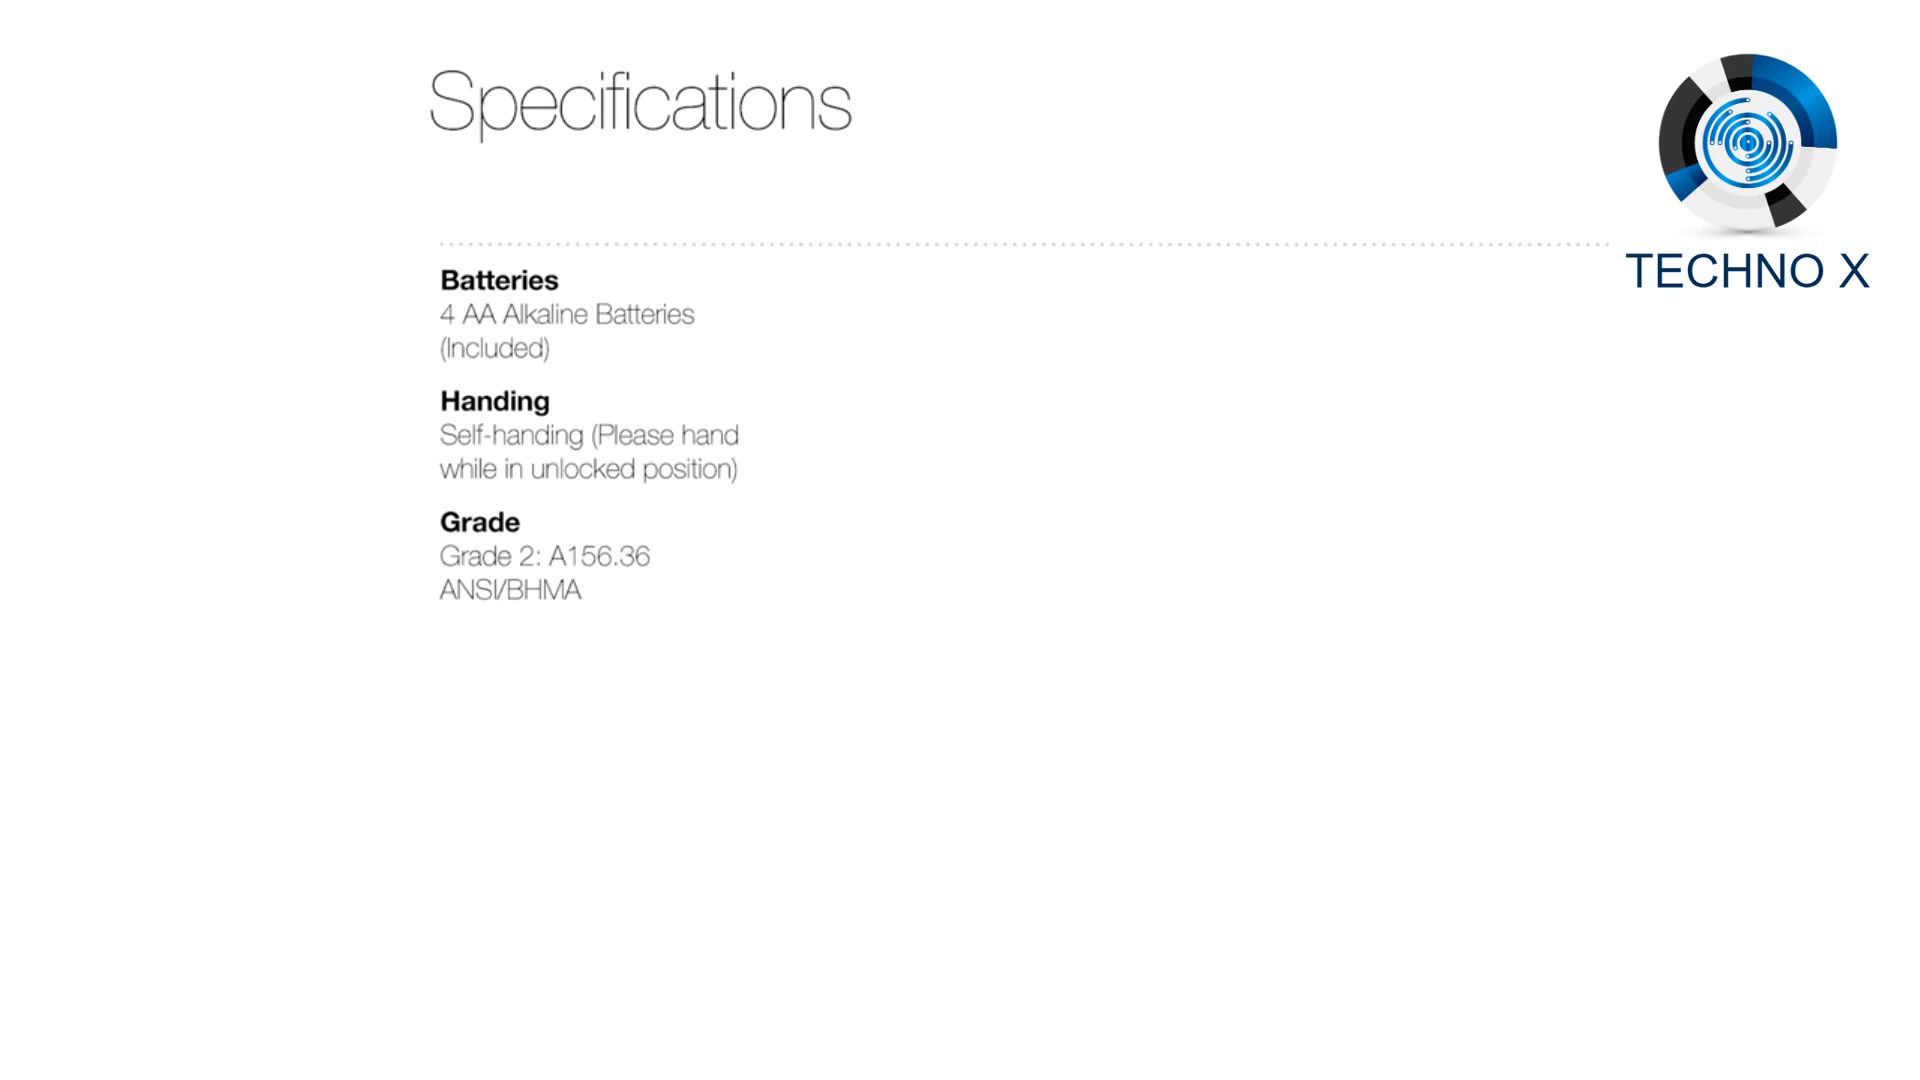 Specifications
TECHNO X
Batteries
4 AA Alkaline Batteries
(Included)
Handing
Self-handing (Please hand
while in unlocked position)
Grade
Grade 2: A156.36
ANSI/BHMA